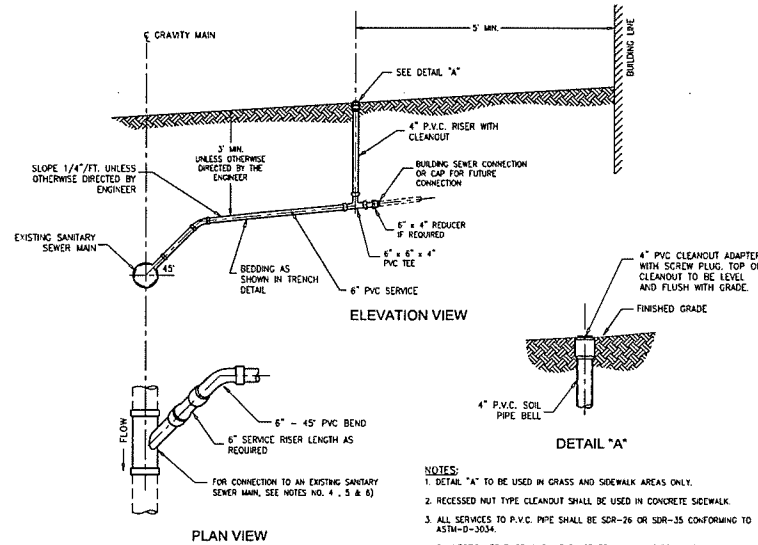 ℄ GRAVITY MAIN
5' MIN.
BUILDING LINE
SEE DETAIL "A"
4" P.V.C. RISER WITH
CLEANOUT
3' MIN.
UNLESS OTHERWISE
DIRECTED BY THE
ENGINEER
SLOPE 1/4"/FT. UNLESS
OTHERWISE DIRECTED BY
ENGINEER
BUILDING SEWER CONNECTION
OR CAP FOR FUTURE
CONNECTION
6" x 4" REDUCER
IF REQUIRED
EXISTING SANITARY
SEWER MAIN
45°
6" x 6" x 4"
PVC TEE
BEDDING AS
SHOWN IN TRENCH
DETAIL
6" PVC SERVICE
ELEVATION VIEW
4" PVC CLEANOUT ADAPTER
WITH SCREW PLUG. TOP OF
CLEANOUT TO BE LEVEL
AND FLUSH WITH GRADE.
FINISHED GRADE
4" P.V.C. SOIL
PIPE BELL
DETAIL "A"
FLOW
6" - 45° PVC BEND
6" SERVICE RISER LENGTH AS
REQUIRED
FOR CONNECTION TO AN EXISTING SANITARY
SEWER MAIN, SEE NOTES NO. 4 , 5 & 6)
PLAN VIEW
NOTES:
1. DETAIL "A" TO BE USED IN GRASS AND SIDEWALK AREAS ONLY.
2. RECESSED NUT TYPE CLEANOUT SHALL BE USED IN CONCRETE SIDEWALK.
3. ALL SERVICES TO P.V.C. PIPE SHALL BE SDR-26 OR SDR-35 CONFORMING TO
ASTM-D-3034.